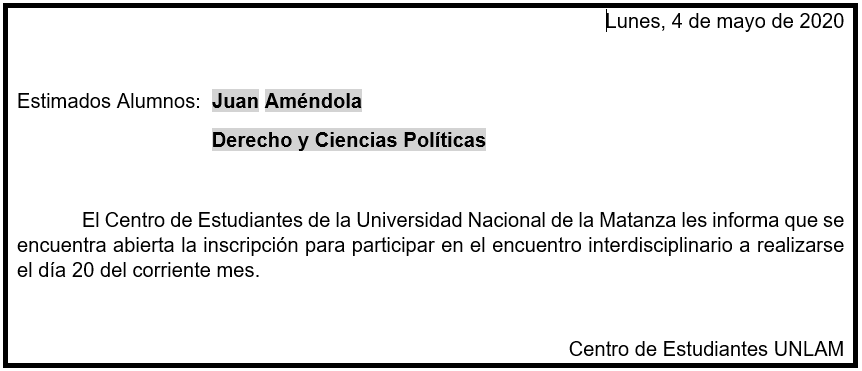 Lunes, 4 de mayo de 2020
Estimados Alumnos: Juan Améndola
Derecho y Ciencias Políticas
El Centro de Estudiantes de la Universidad Nacional de la Matanza les informa que se
encuentra abierta la inscripción para participar en el encuentro interdisciplinario a realizarse
el día 20 del corriente mes.
Centro de Estudiantes UNLAM